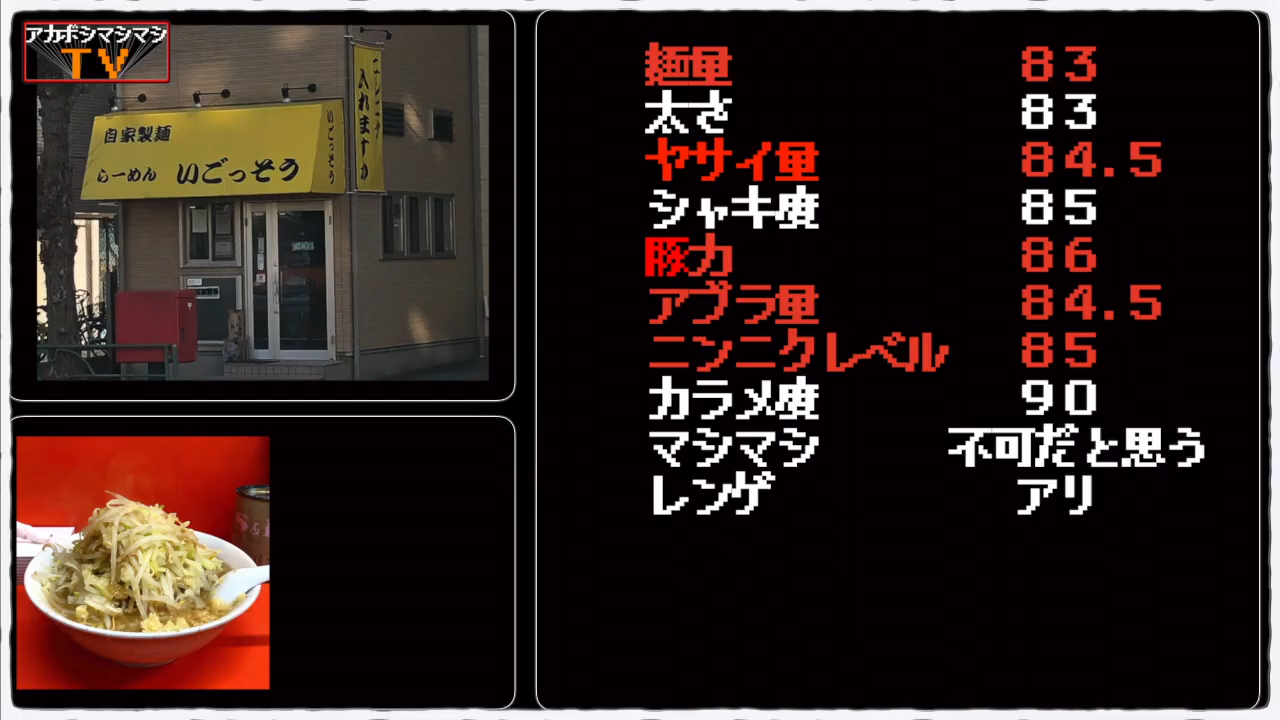 アカボシマシマシ
TV
自家製麺
らーめん いごっそう
いごっそう
ニンニク
入れますか
麺量 83
太さ 83
ヤサイ量 84.5
シャキ度 85
豚力 86
アブラ量 84.5
ニンニクレベル 85
カラメ度 90
マシマシ 不可だと思う
レンゲ アリ